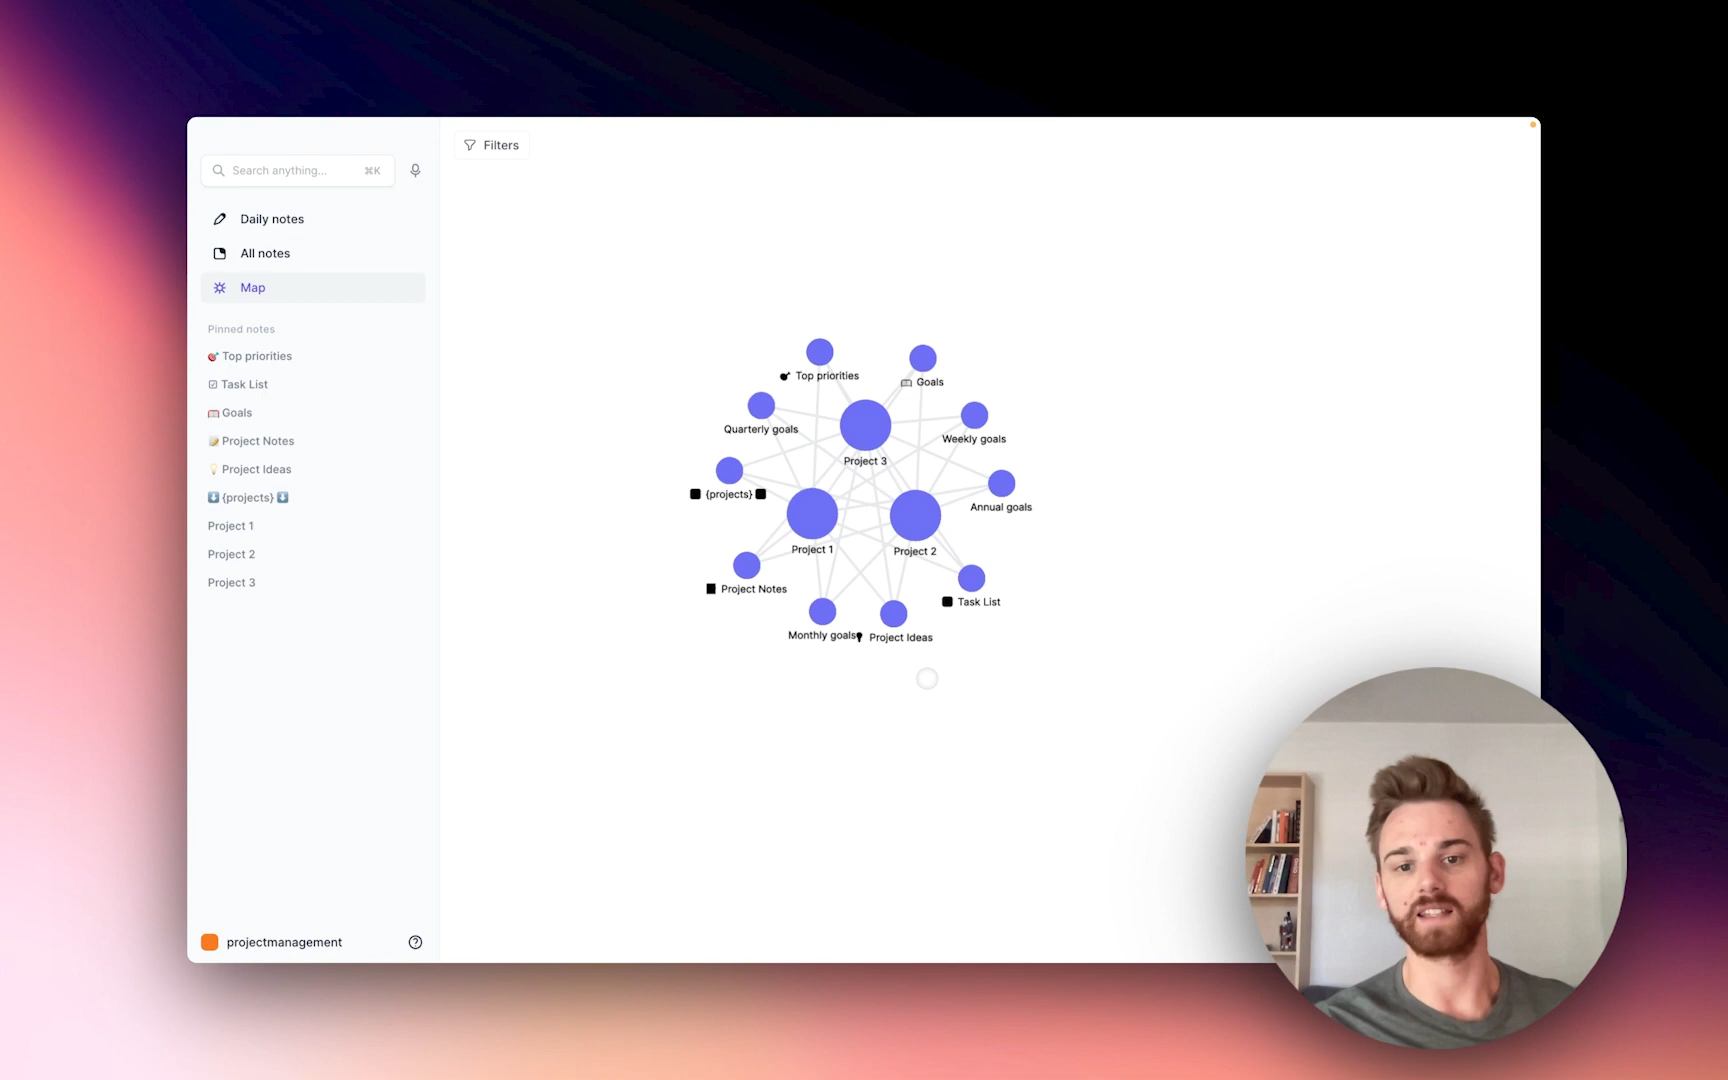 Filters
Search anything... ⌘K
Daily notes
All notes
Map
Pinned notes
🎯 Top priorities
☑ Task List
📖 Goals
📝 Project Notes
💡 Project Ideas
⬇️ {projects} ⬇️
Project 1
Project 2
Project 3
projectmanagement
Top priorities
Goals
Quarterly goals
Weekly goals
Project 3
{projects}
Annual goals
Project 1
Project 2
Project Notes
Task List
Monthly goals
Project Ideas